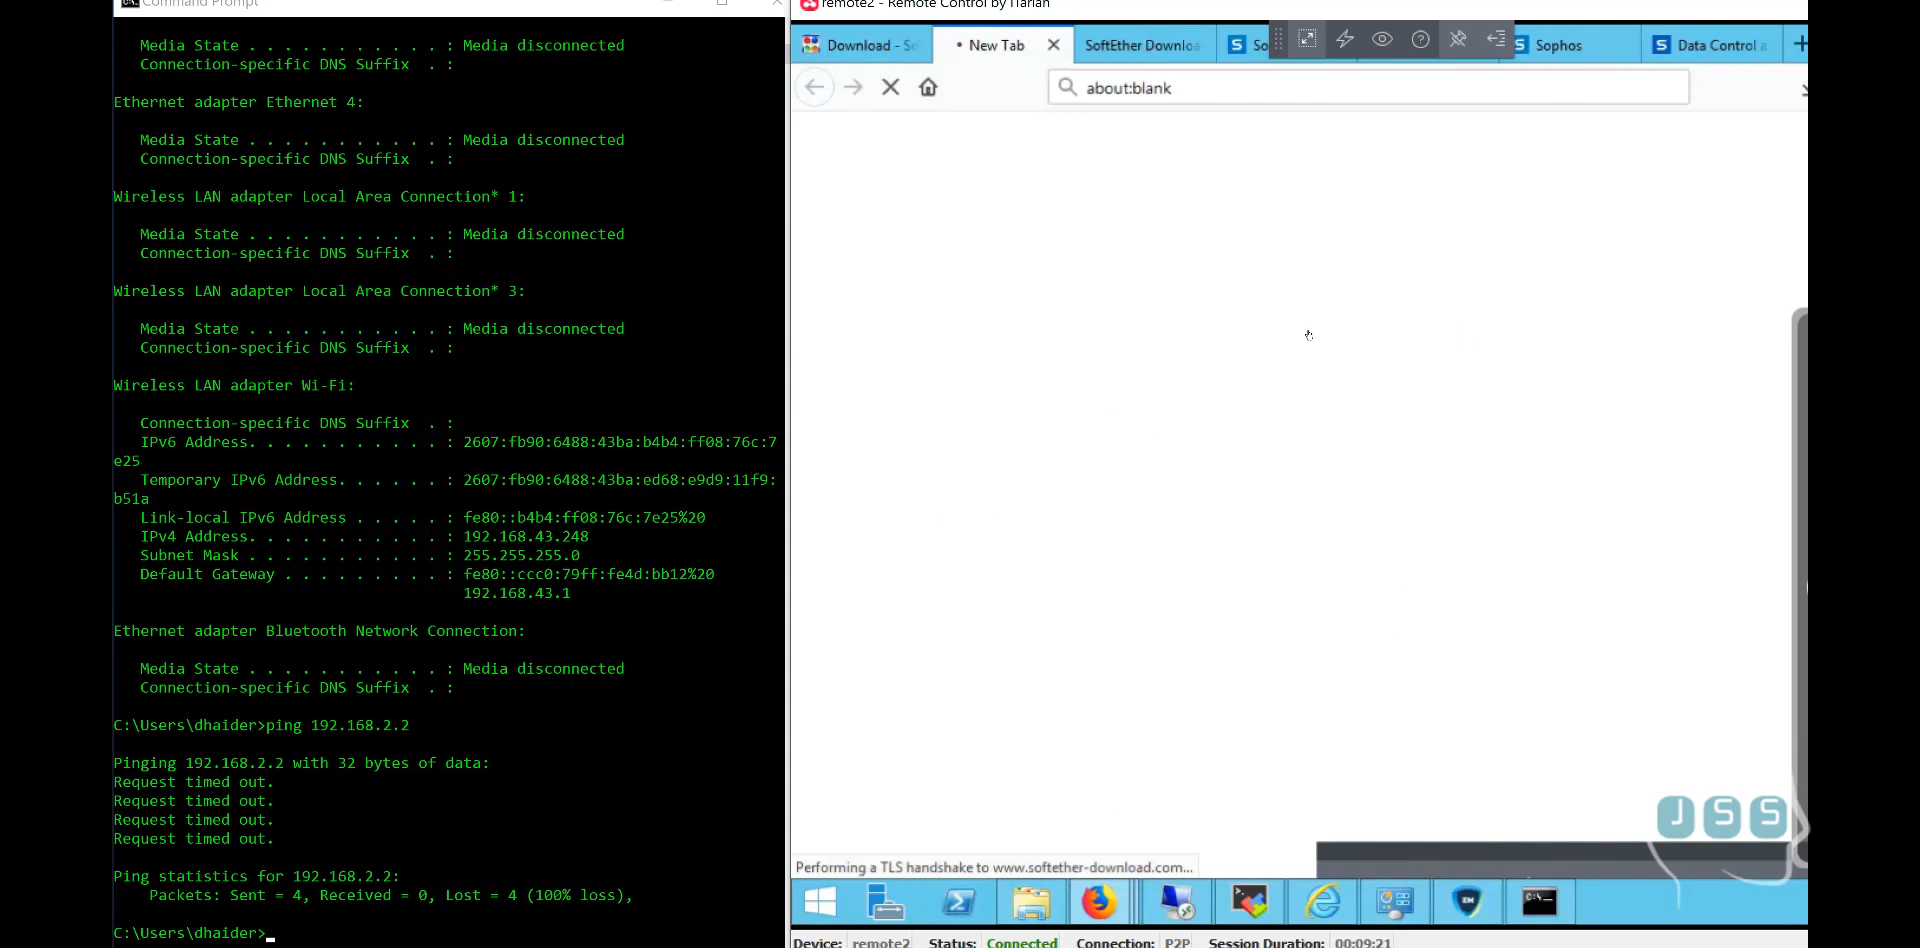 Command Prompt
Media State . . . . . . . . . . . : Media disconnected
Connection-specific DNS Suffix  . :
Ethernet adapter Ethernet 4:
Media State . . . . . . . . . . . : Media disconnected
Connection-specific DNS Suffix  . :
Wireless LAN adapter Local Area Connection* 1:
Media State . . . . . . . . . . . : Media disconnected
Connection-specific DNS Suffix  . :
Wireless LAN adapter Local Area Connection* 3:
Media State . . . . . . . . . . . : Media disconnected
Connection-specific DNS Suffix  . :
Wireless LAN adapter Wi-Fi:
Connection-specific DNS Suffix  . :
IPv6 Address. . . . . . . . . . . : 2607:fb90:6488:43ba:b4b4:ff08:76c:7
e25
Temporary IPv6 Address. . . . . . : 2607:fb90:6488:43ba:ed68:e9d9:11f9:
b51a
Link-local IPv6 Address . . . . . : fe80::b4b4:ff08:76c:7e25%20
IPv4 Address. . . . . . . . . . . : 192.168.43.248
Subnet Mask . . . . . . . . . . . : 255.255.255.0
Default Gateway . . . . . . . . . : fe80::ccc0:79ff:fe4d:bb12%20
192.168.43.1
Ethernet adapter Bluetooth Network Connection:
Media State . . . . . . . . . . . : Media disconnected
Connection-specific DNS Suffix  . :
C:\Users\dhaider>ping 192.168.2.2
Pinging 192.168.2.2 with 32 bytes of data:
Request timed out.
Request timed out.
Request timed out.
Request timed out.
Ping statistics for 192.168.2.2:
Packets: Sent = 4, Received = 0, Lost = 4 (100% loss),
C:\Users\dhaider>
remote2 - Remote Control by Itarian
Download - So
New Tab
SoftEther Downloa
S So
S Sophos
S Data Control a
about:blank
JSS
Performing a TLS handshake to www.softether-download.com...
EM
Device: remote2 Status: Connected Connection: P2P Session Duration: 00:09:21